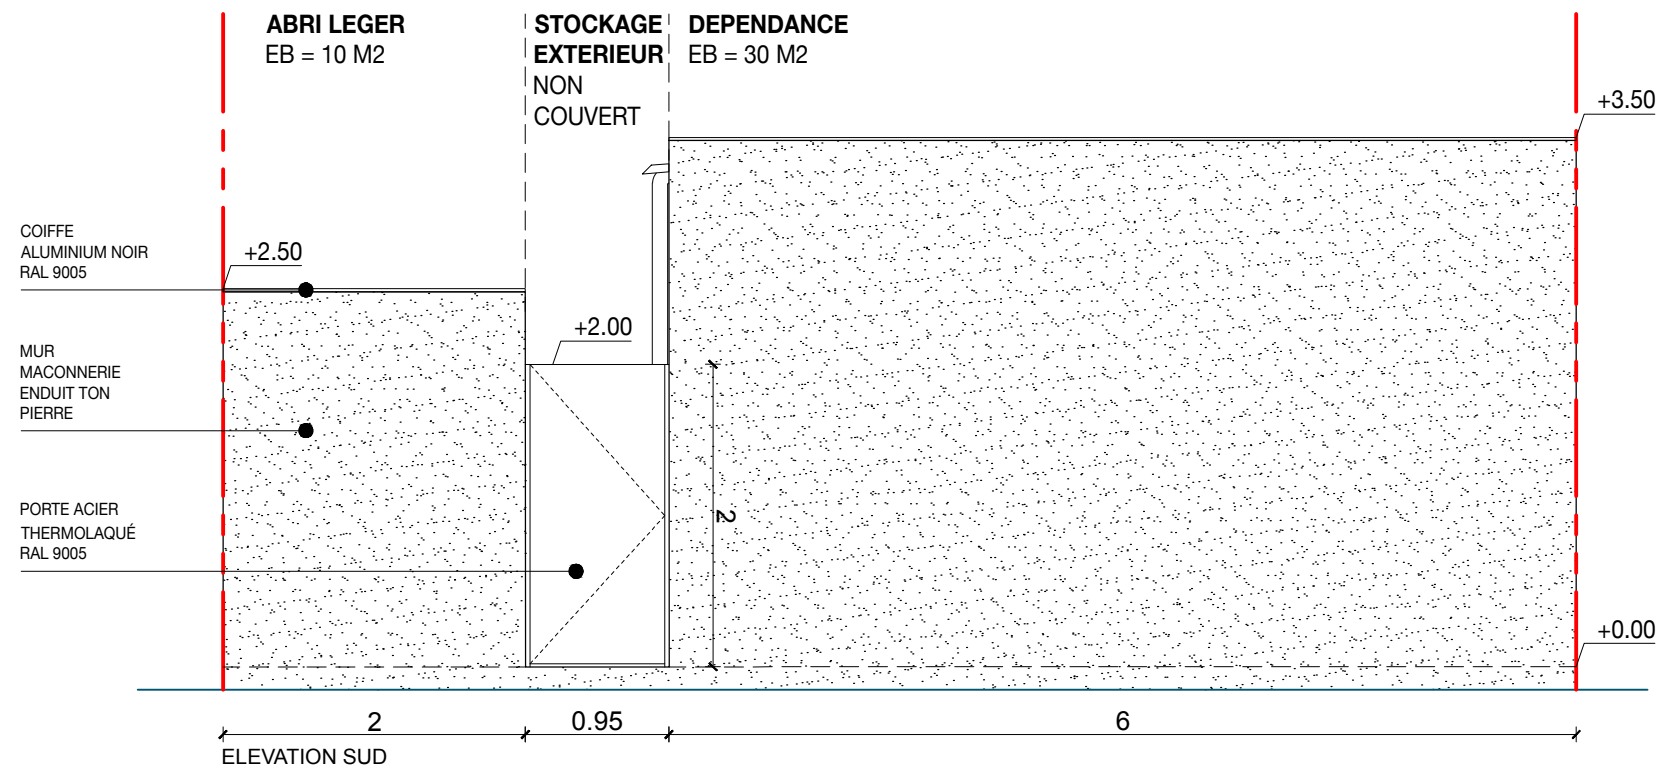 ABRI LEGER
EB = 10 M2
STOCKAGE
EXTERIEUR
NON
COUVERT
DEPENDANCE
EB = 30 M2
+3.50
COIFFE
ALUMINIUM NOIR
RAL 9005
+2.50
+2.00
MUR
MACONNERIE
ENDUIT TON
PIERRE
PORTE ACIER
THERMOLAQUÉ
RAL 9005
2
+0.00
2
0.95
6
ELEVATION SUD